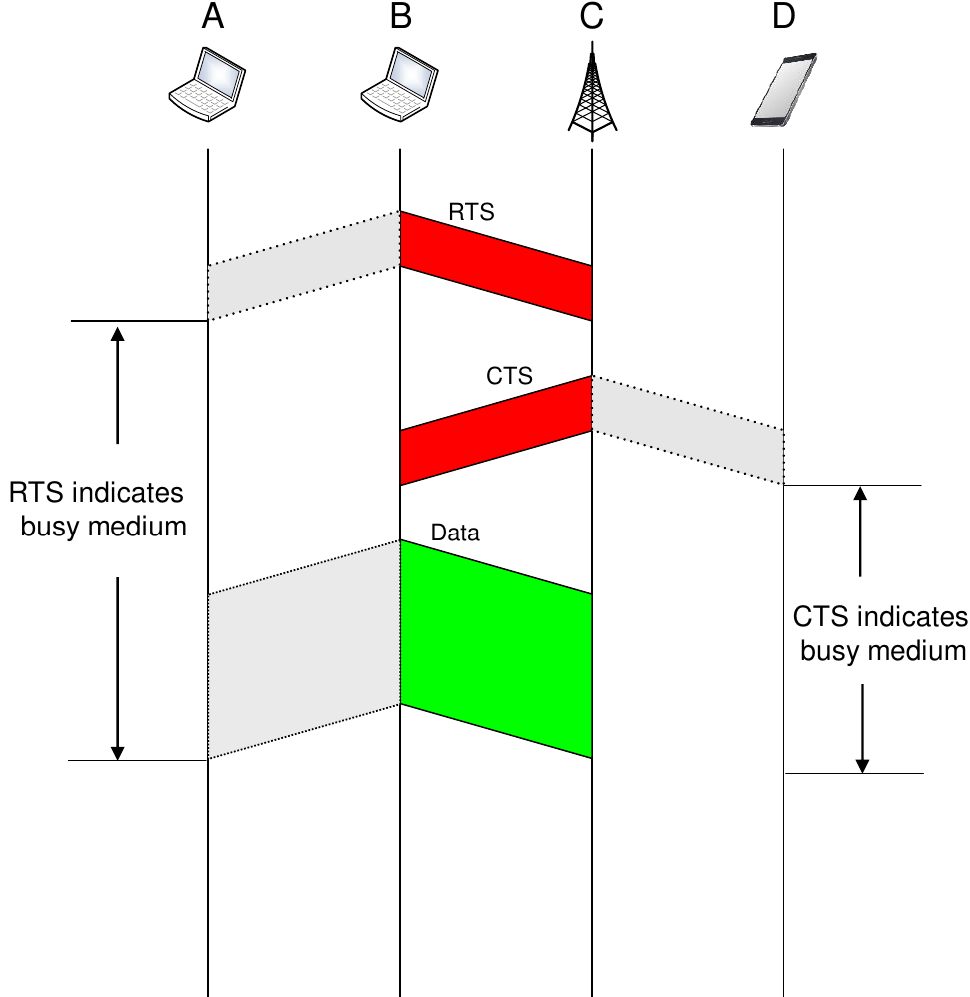 A B C D
RTS
CTS
RTS indicates
busy medium
Data
CTS indicates
busy medium